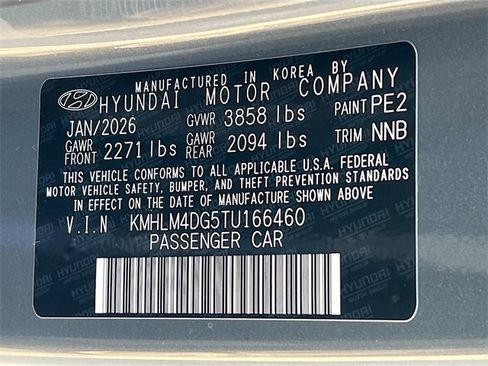 MANUFACTURED IN KOREA BY
HYUNDAI MOTOR COMPANY
JAN/2026 GVWR 3858 lbs PAINT PE2
GAWR FRONT 2271 lbs GAWR REAR 2094 lbs TRIM NNB
THIS VEHICLE CONFORMS TO ALL APPLICABLE U.S.A. FEDERAL
MOTOR VEHICLE SAFETY, BUMPER, AND THEFT PREVENTION STANDARDS
IN EFFECT ON THE DATE OF MANUFACTURE SHOWN ABOVE
V.I.N KMHLM4DG5TU166460
PASSENGER CAR